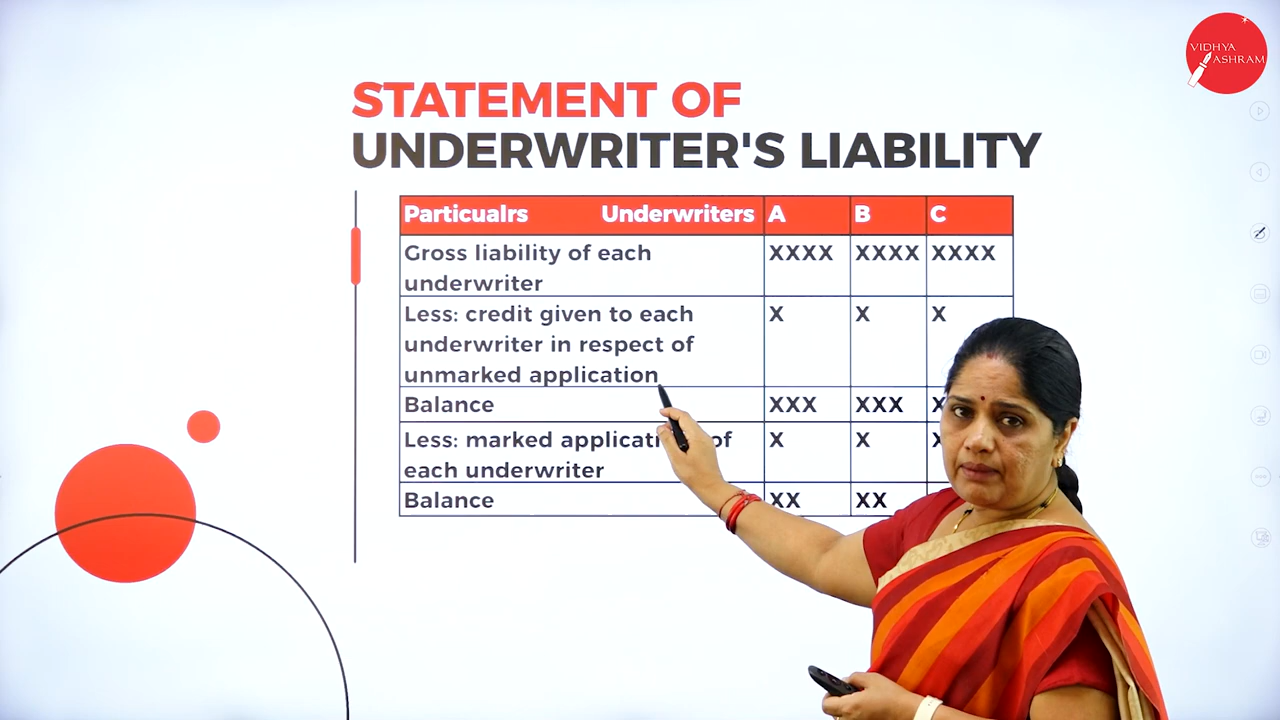 VIDHYA
ASHRAM
STATEMENT OF
UNDERWRITER'S LIABILITY
Particualrs Underwriters A B C
Gross liability of each XXXX XXXX XXXX
underwriter
Less: credit given to each X X X
underwriter in respect of
unmarked application
Balance XXX XXX
Less: marked of X X
each underwriter
Balance XX XX